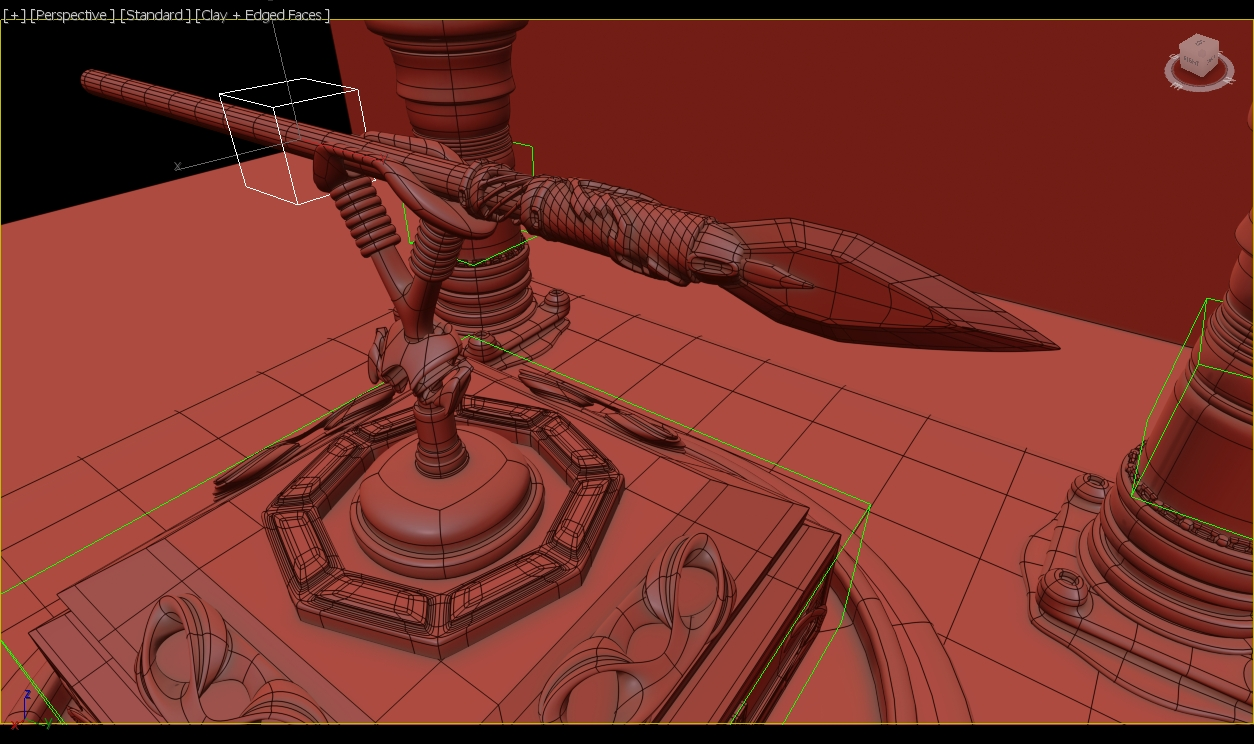 [+] [Perspective ] [Standard ] [Clay + Edged Faces ]
X
Z
X
Y